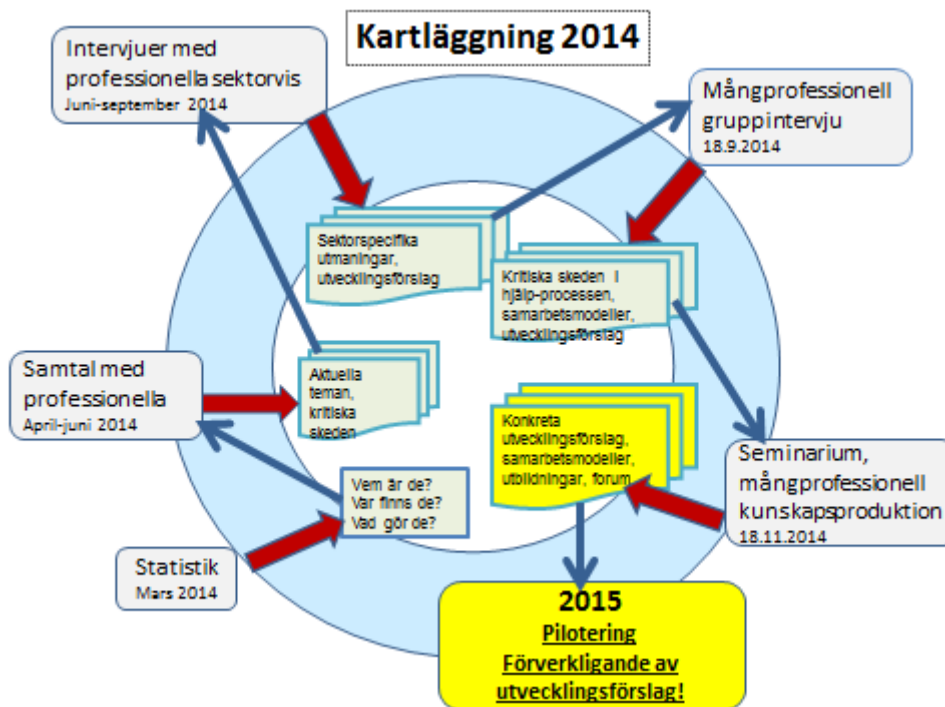 Kartläggning 2014
Intervjuer med
professionella sektorvis
Juni-september 2014
Mångprofessionell
gruppintervju
18.9.2014
Sektorspecifika
utmaningar,
utvecklingsförslag
Kritiska skeden i
hjälp-processen,
samarbetsmodeller,
utvecklingsförslag
Samtal med
professionella
April-juni 2014
Aktuella
teman,
kritiska
skeden
Konkreta
utvecklingsförslag,
samarbetsmodeller,
utbildningar, forum
Seminarium,
mångprofessionell
kunskapsproduktion
18.11.2014
Vem är de?
Var finns de?
Vad gör de?
Statistik
Mars 2014
2015
Pilotering
Förverkligande av
utvecklingsförslag!